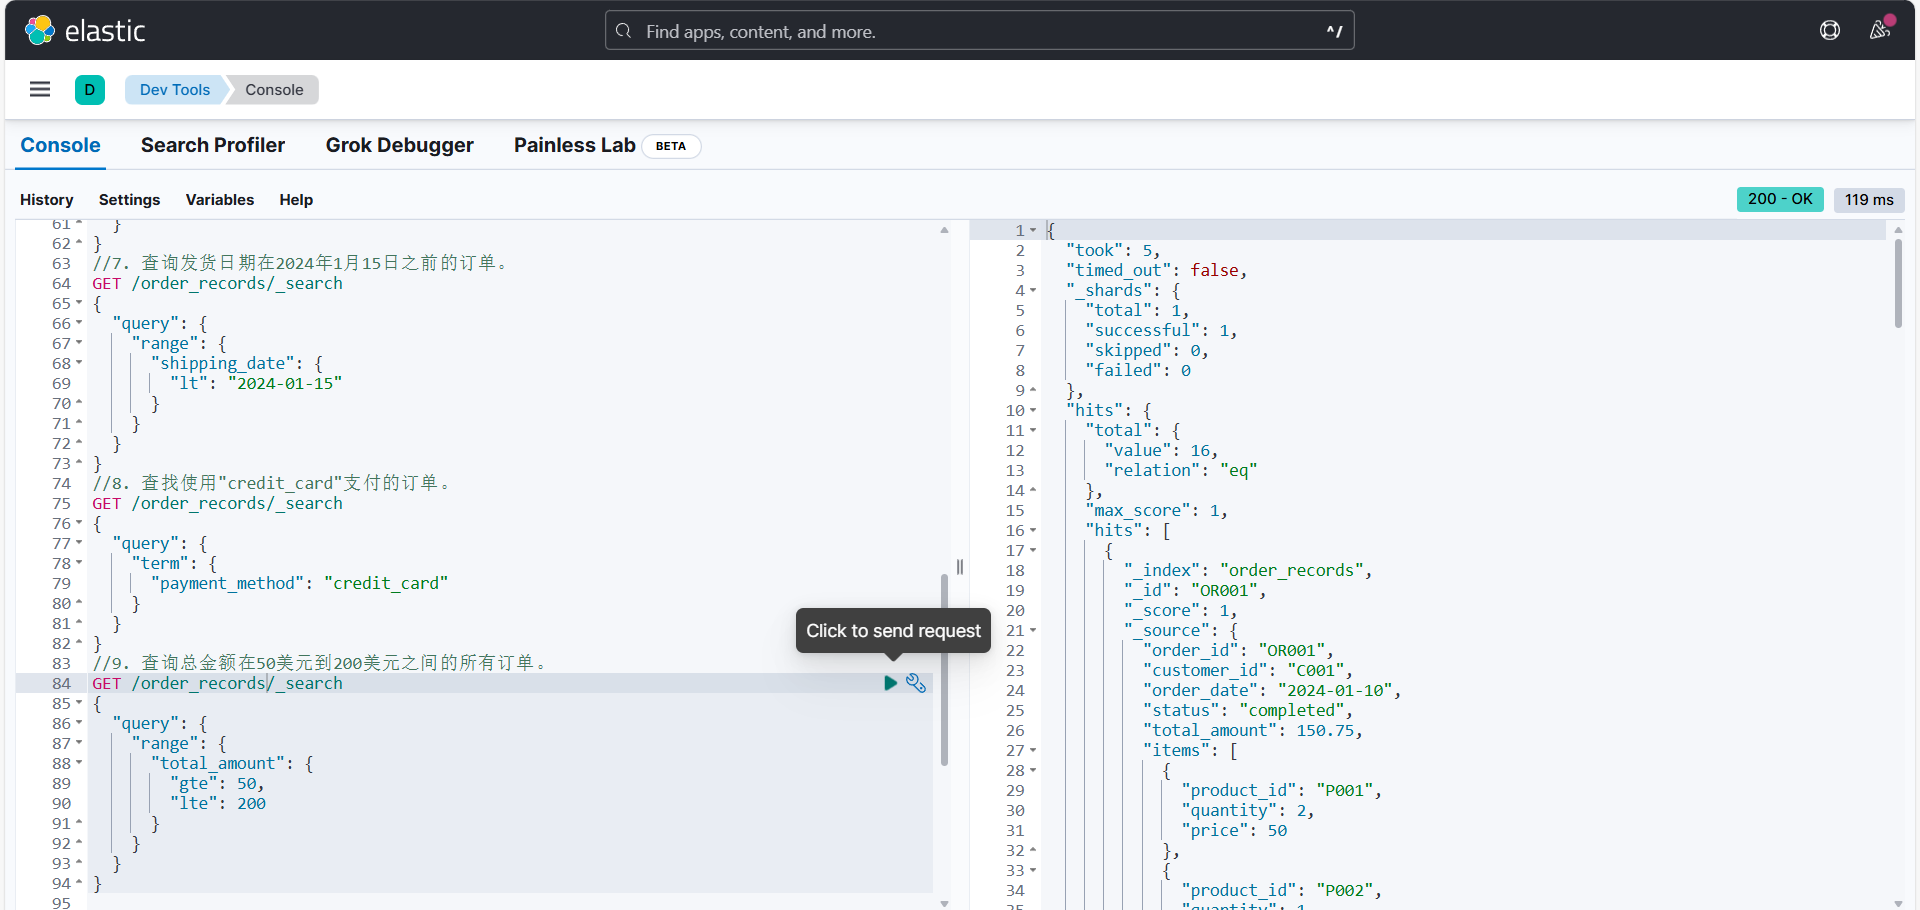 elastic
Find apps, content, and more.
^/
D
Dev Tools
Console
Console
Search Profiler
Grok Debugger
Painless Lab
BETA
History
Settings
Variables
Help
200 - OK
119 ms
61 }
62 }
63 //7. 查询发货日期在2024年1月15日之前的订单。
64 GET /order_records/_search
65 {
66 "query": {
67 "range": {
68 "shipping_date": {
69 "lt": "2024-01-15"
70 }
71 }
72 }
73 }
74 //8. 查找使用"credit_card"支付的订单。
75 GET /order_records/_search
76 {
77 "query": {
78 "term": {
79 "payment_method": "credit_card"
80 }
81 }
82 }
83 //9. 查询总金额在50美元到200美元之间的所有订单。
84 GET /order_records/_search
85 {
86 "query": {
87 "range": {
88 "total_amount": {
89 "gte": 50,
90 "lte": 200
91 }
92 }
93 }
94 }
95
Click to send request
1 {
2 "took": 5,
3 "timed_out": false,
4 "_shards": {
5 "total": 1,
6 "successful": 1,
7 "skipped": 0,
8 "failed": 0
9 },
10 "hits": {
11 "total": {
12 "value": 16,
13 "relation": "eq"
14 },
15 "max_score": 1,
16 "hits": [
17 {
18 "_index": "order_records",
19 "_id": "OR001",
20 "_score": 1,
21 "_source": {
22 "order_id": "OR001",
23 "customer_id": "C001",
24 "order_date": "2024-01-10",
25 "status": "completed",
26 "total_amount": 150.75,
27 "items": [
28 {
29 "product_id": "P001",
30 "quantity": 2,
31 "price": 50
32 },
33 {
34 "product_id": "P002",
35 "quantity": 1